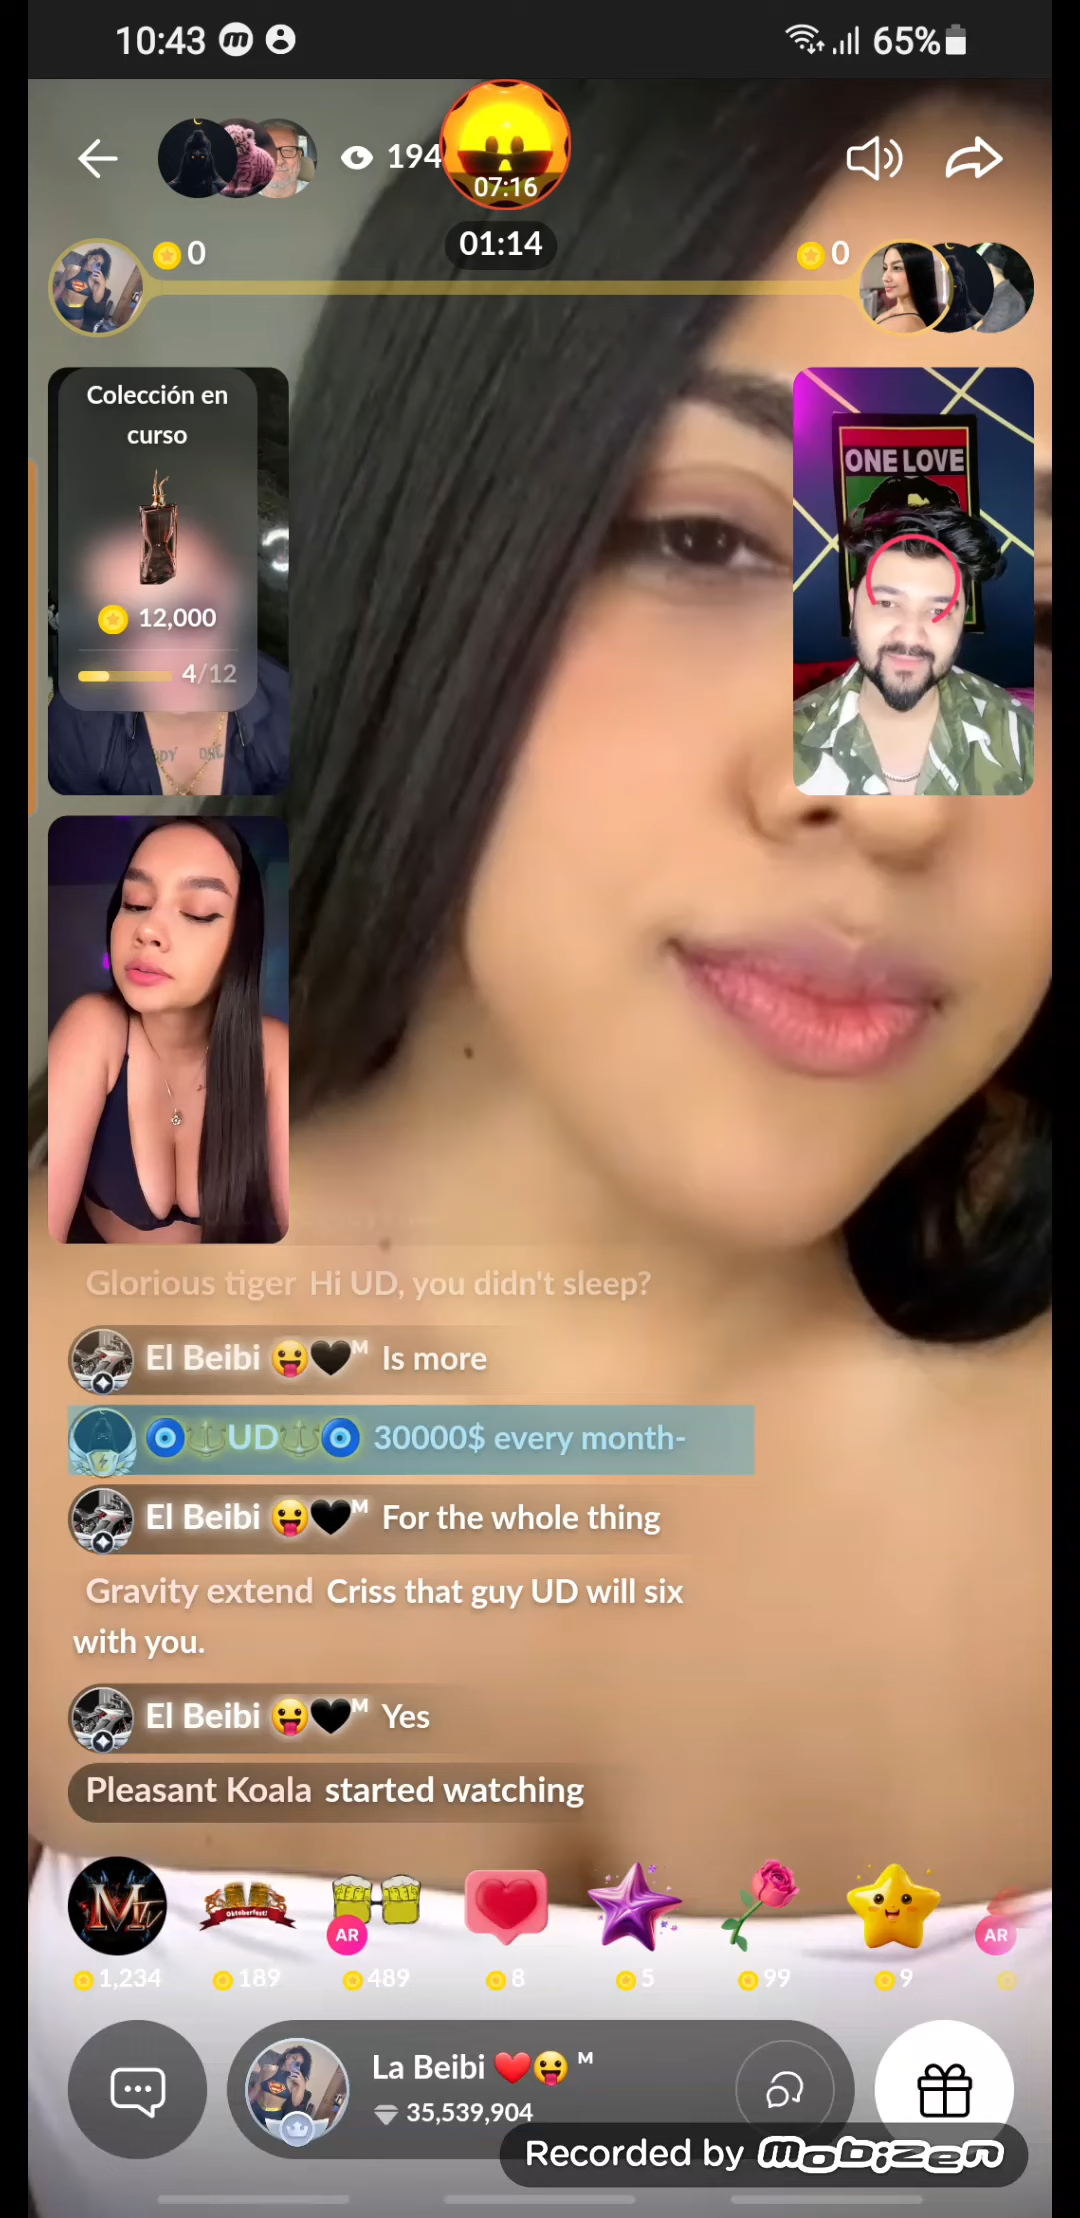 10:43
65%
194
07:16
0
01:14
0
Colección en
curso
12,000
4/12
ONE LOVE
Glorious tiger Hi UD, you didn't sleep?
El Beibi 😛🖤ᴹ Is more
🧿🔱UD🔱🧿 30000$ every month-
El Beibi 😛🖤ᴹ For the whole thing
Gravity extend Criss that guy UD will six
with you.
El Beibi 😛🖤ᴹ Yes
Pleasant Koala started watching
Oktoberfest!
AR
AR
1,234
189
489
8
5
99
9
La Beibi ❤️😛 ᴹ
35,539,904
Recorded by mobizen